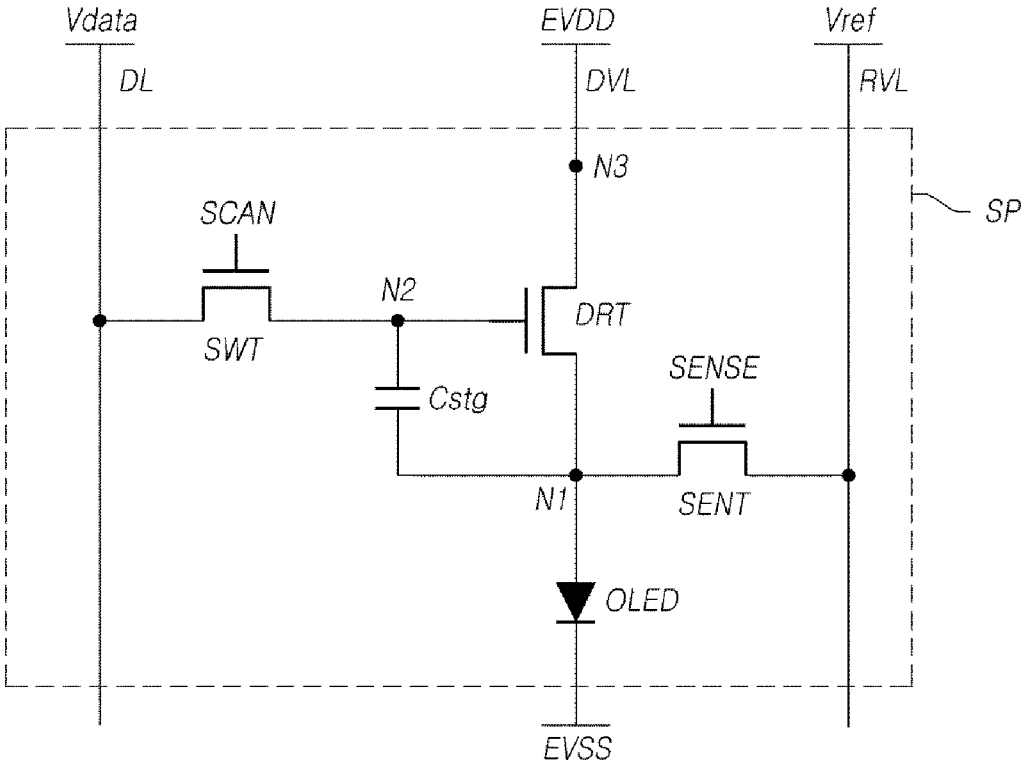 Vdata
EVDD
Vref
DL
DVL
RVL
N3
SCAN
SP
N2
DRT
SWT
SENSE
Cstg
N1
SENT
OLED
EVSS